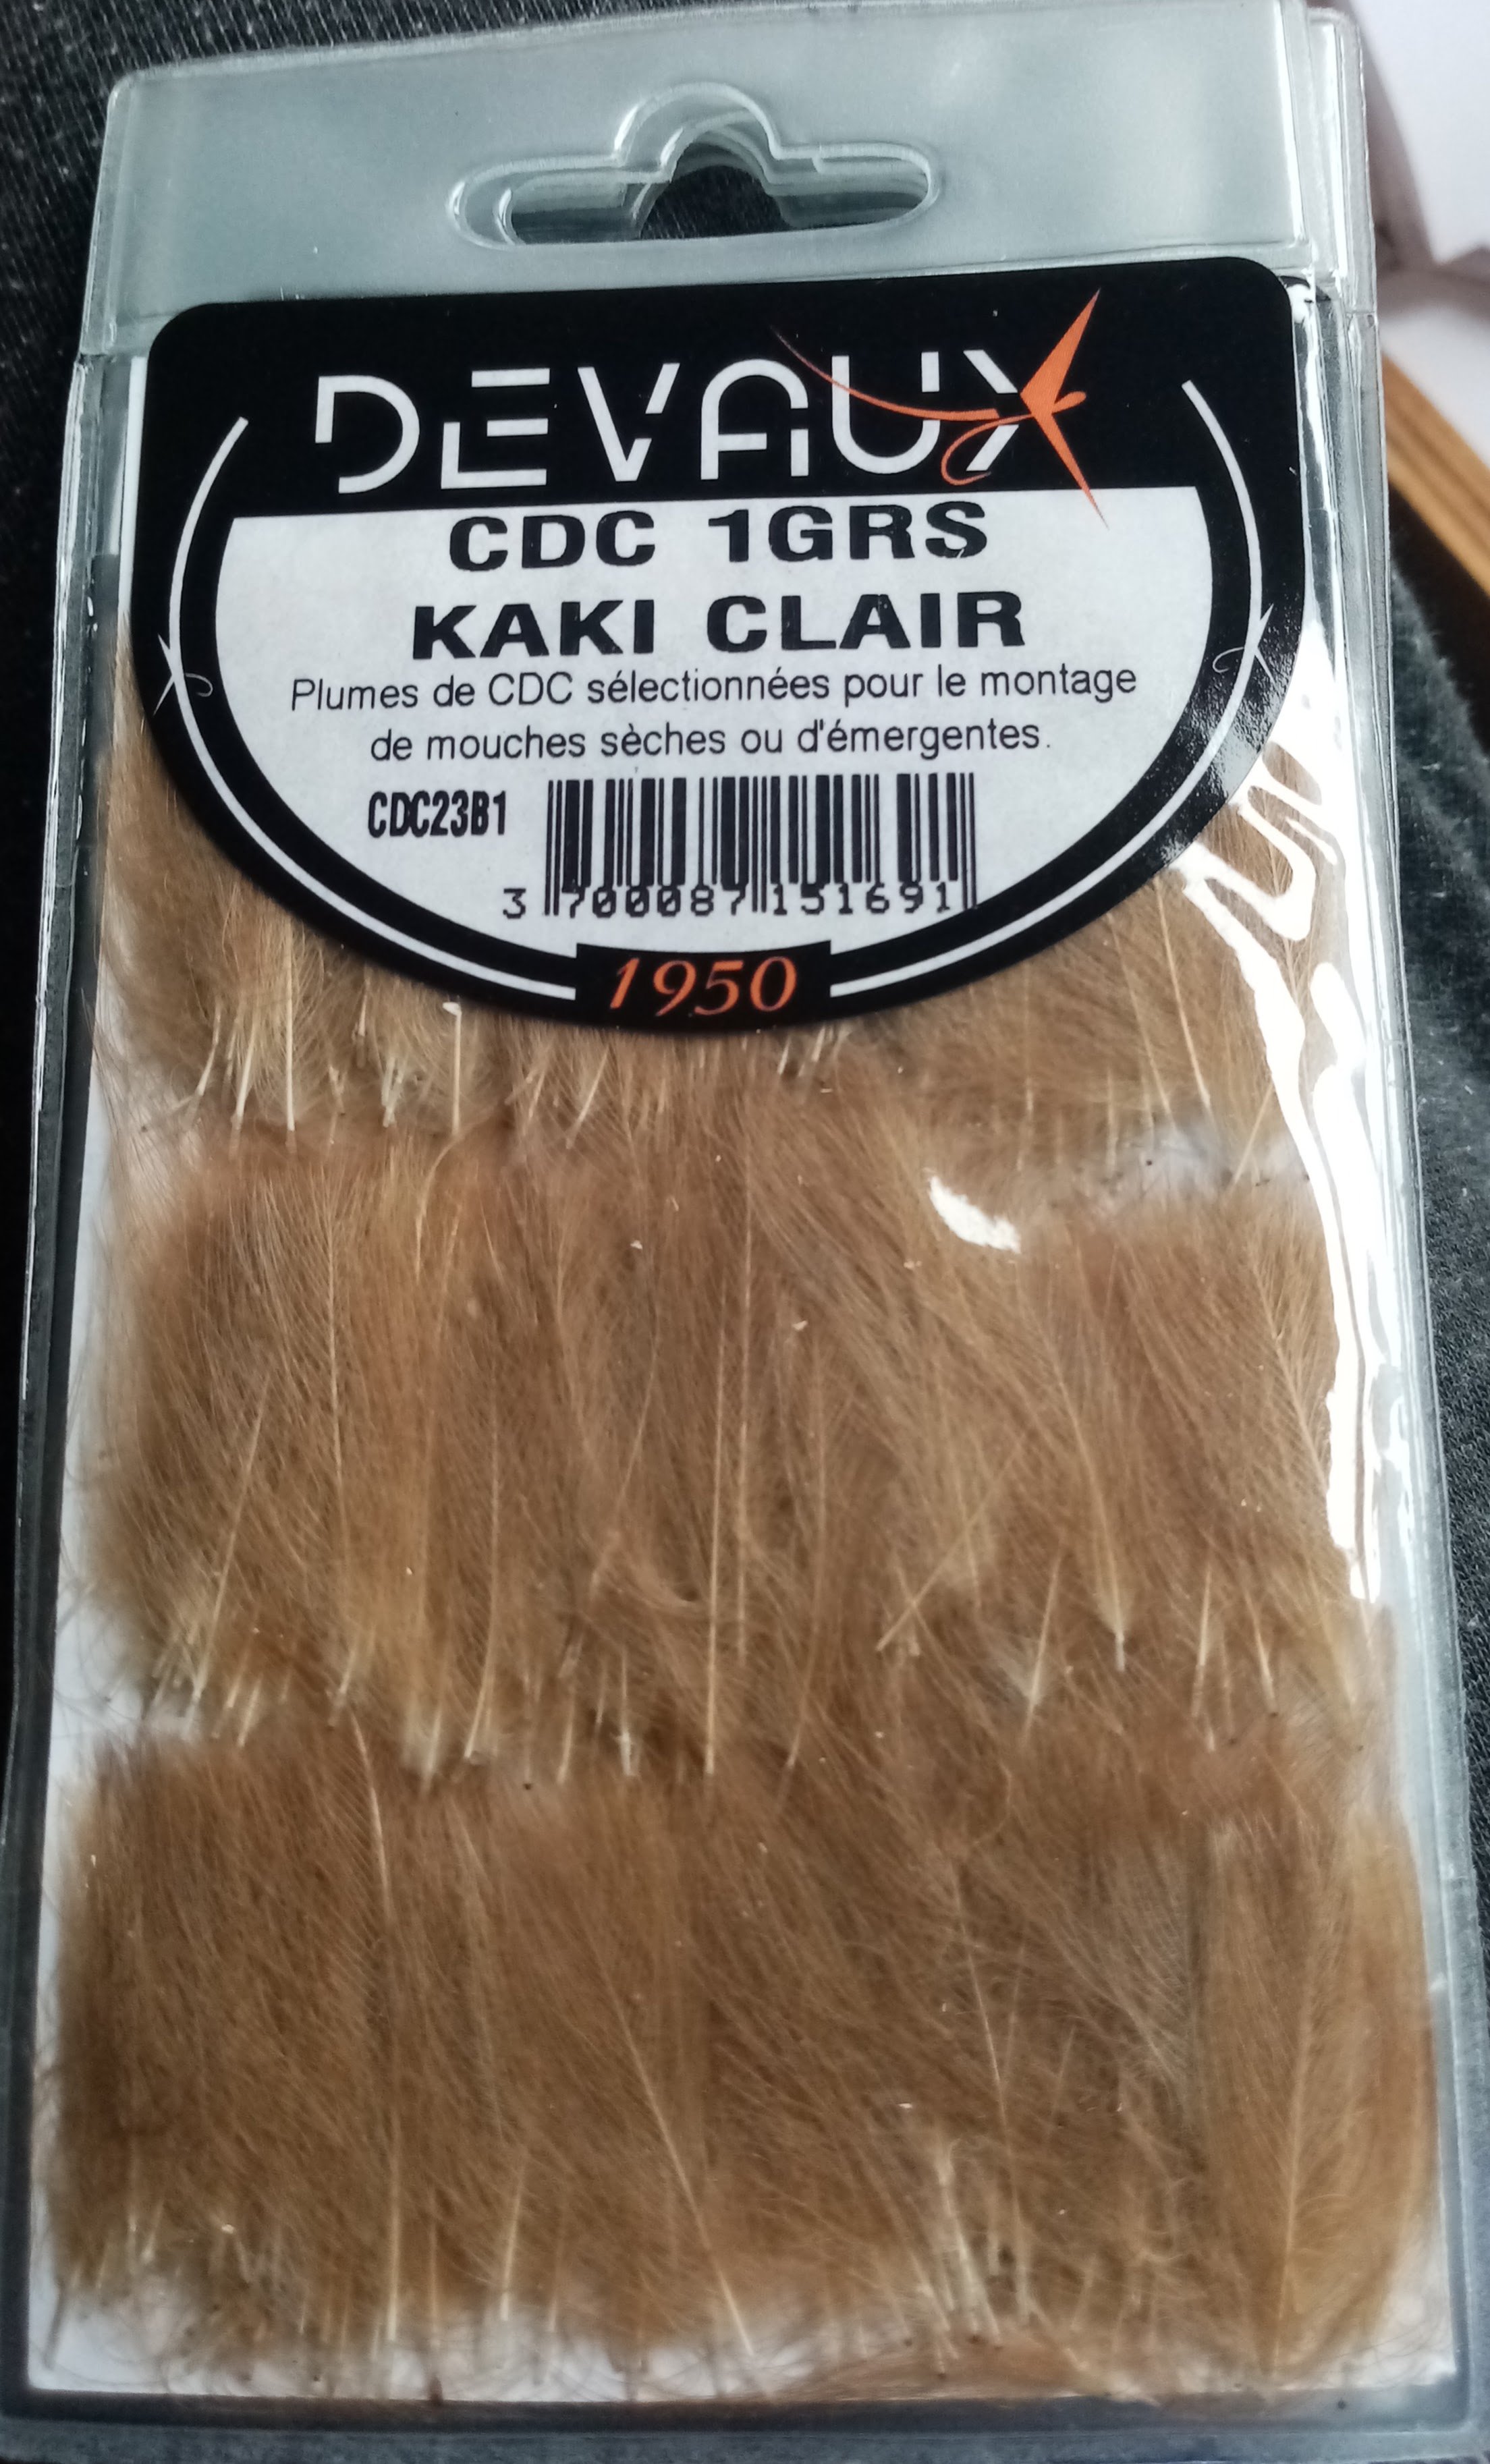 DEVAUX
CDC 1GRS
KAKI CLAIR
Plumes de CDC sélectionnées pour le montage
de mouches sèches ou d'émergentes.
CDC23B1
3 700087 151691
1950